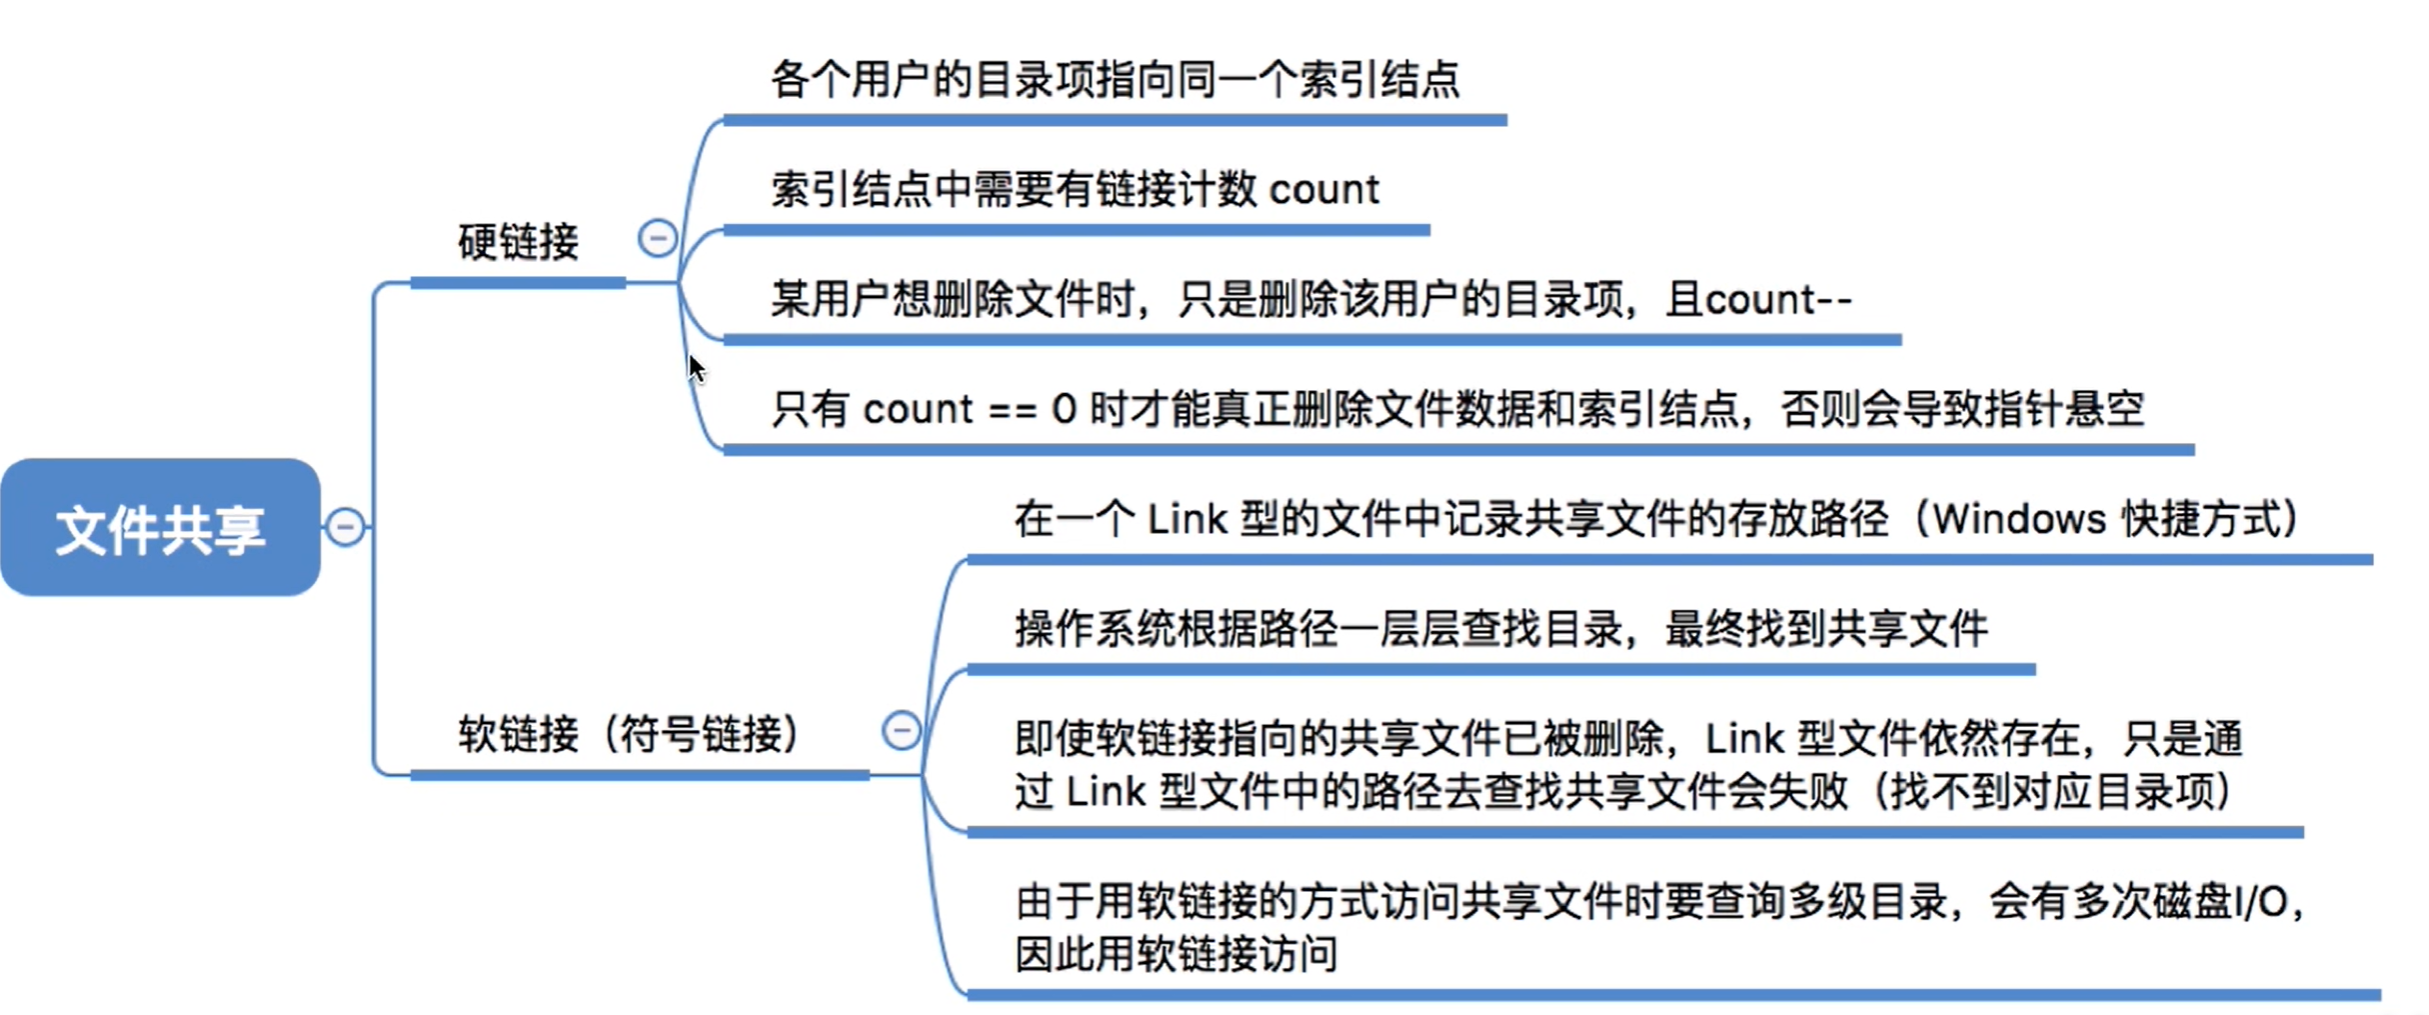 各个用户的目录项指向同一个索引结点
索引结点中需要有链接计数 count
硬链接
某用户想删除文件时，只是删除该用户的目录项，且count--
只有 count == 0 时才能真正删除文件数据和索引结点，否则会导致指针悬空
文件共享
在一个 Link 型的文件中记录共享文件的存放路径（Windows 快捷方式）
操作系统根据路径一层层查找目录，最终找到共享文件
软链接（符号链接）
即使软链接指向的共享文件已被删除，Link 型文件依然存在，只是通
过 Link 型文件中的路径去查找共享文件会失败（找不到对应目录项）
由于用软链接的方式访问共享文件时要查询多级目录，会有多次磁盘I/O，
因此用软链接访问